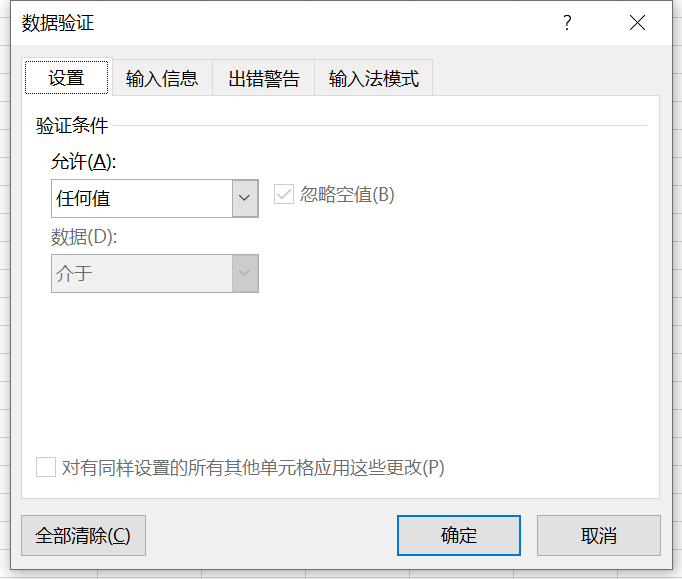 数据验证 ?
设置 输入信息 出错警告 输入法模式
验证条件
允许(A):
任何值 忽略空值(B)
数据(D):
介于
对有同样设置的所有其他单元格应用这些更改(P)
全部清除(C) 确定 取消